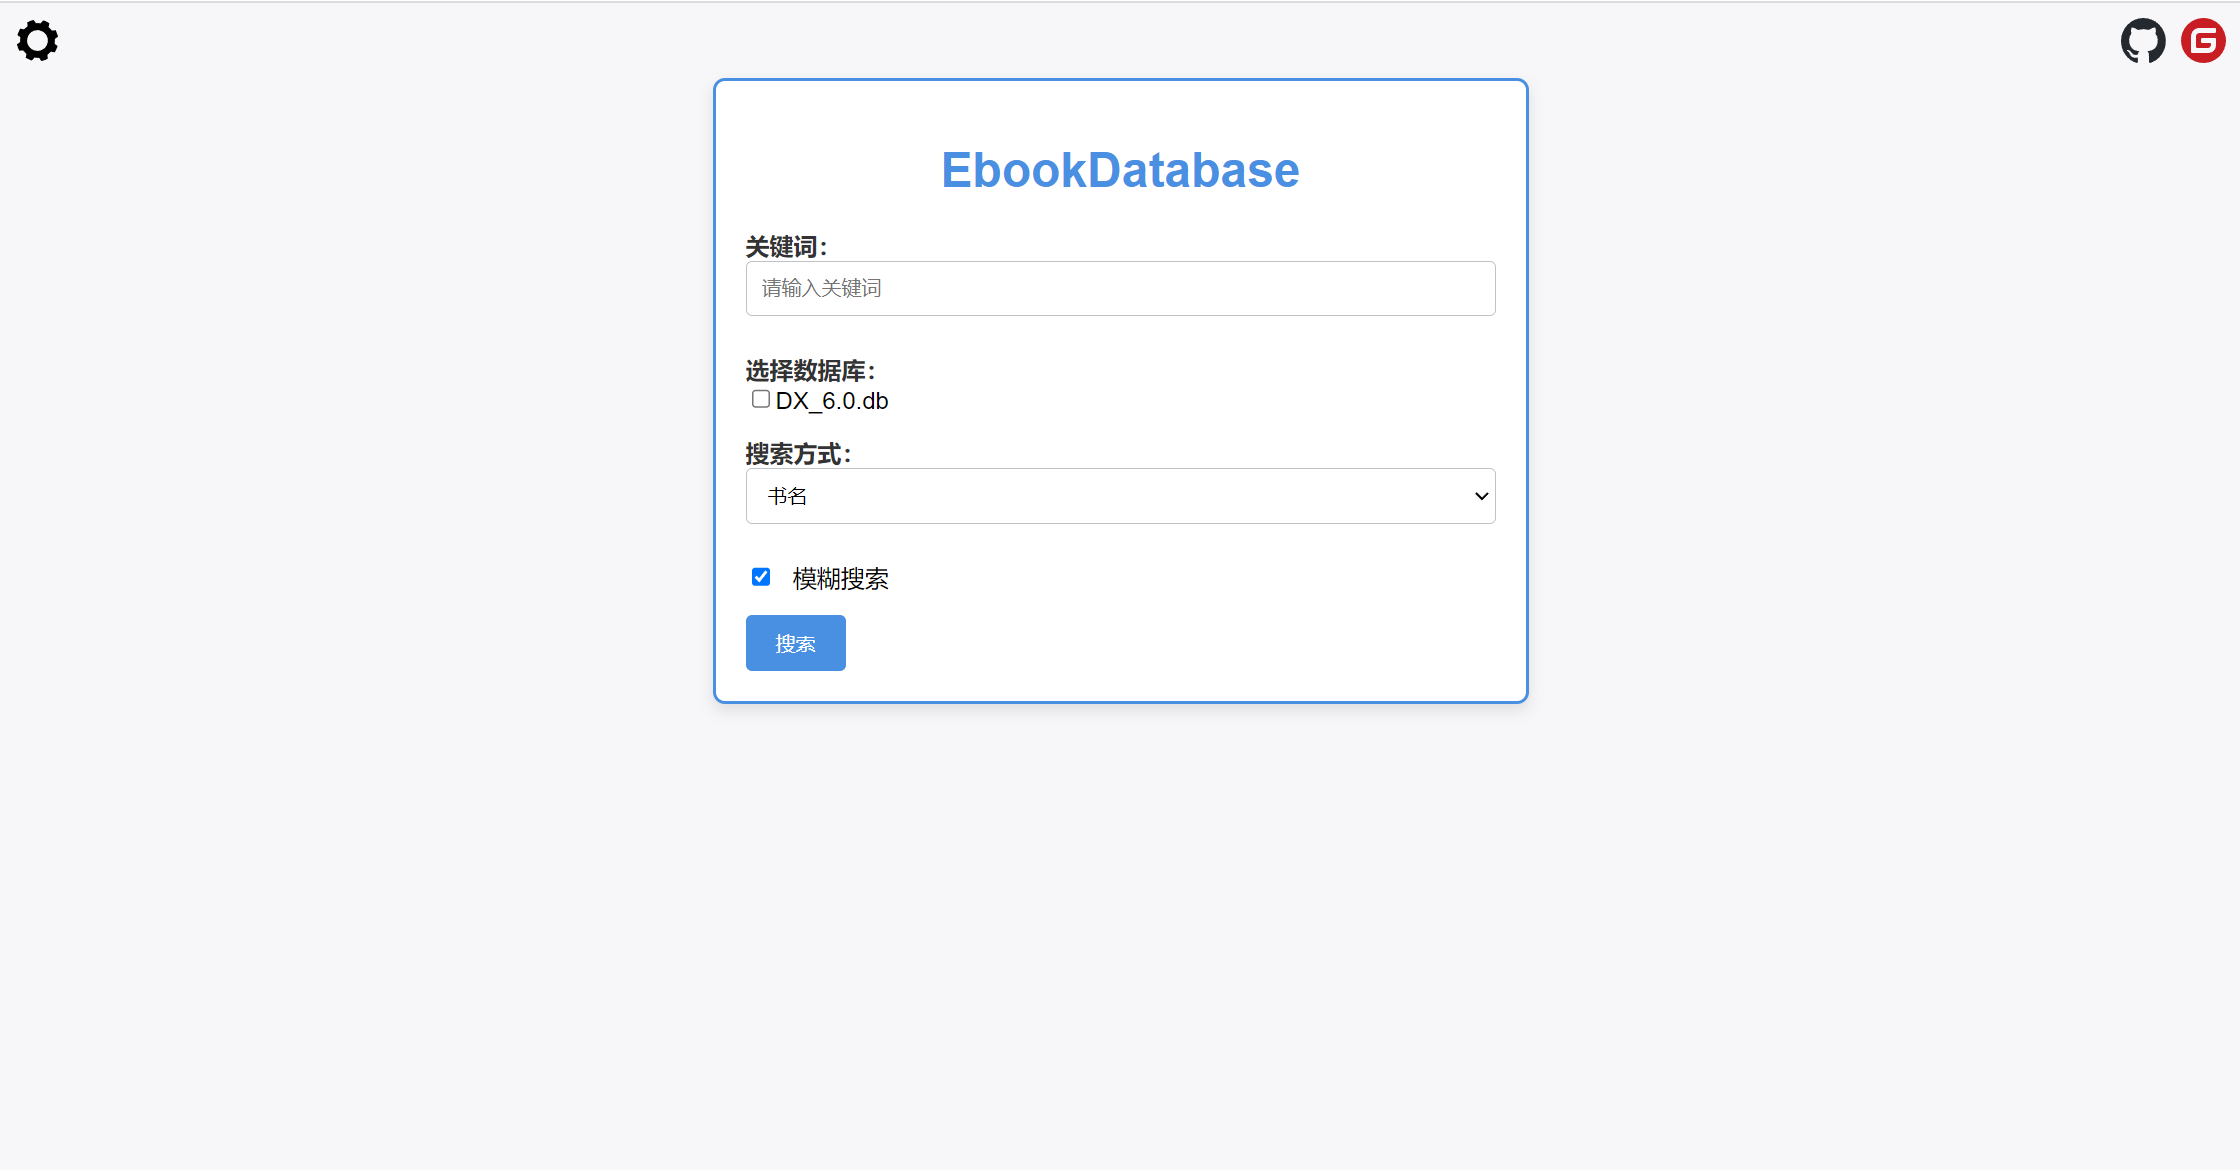 EbookDatabase
关键词：
请输入关键词
选择数据库：
DX_6.0.db
搜索方式：
书名
模糊搜索
搜索